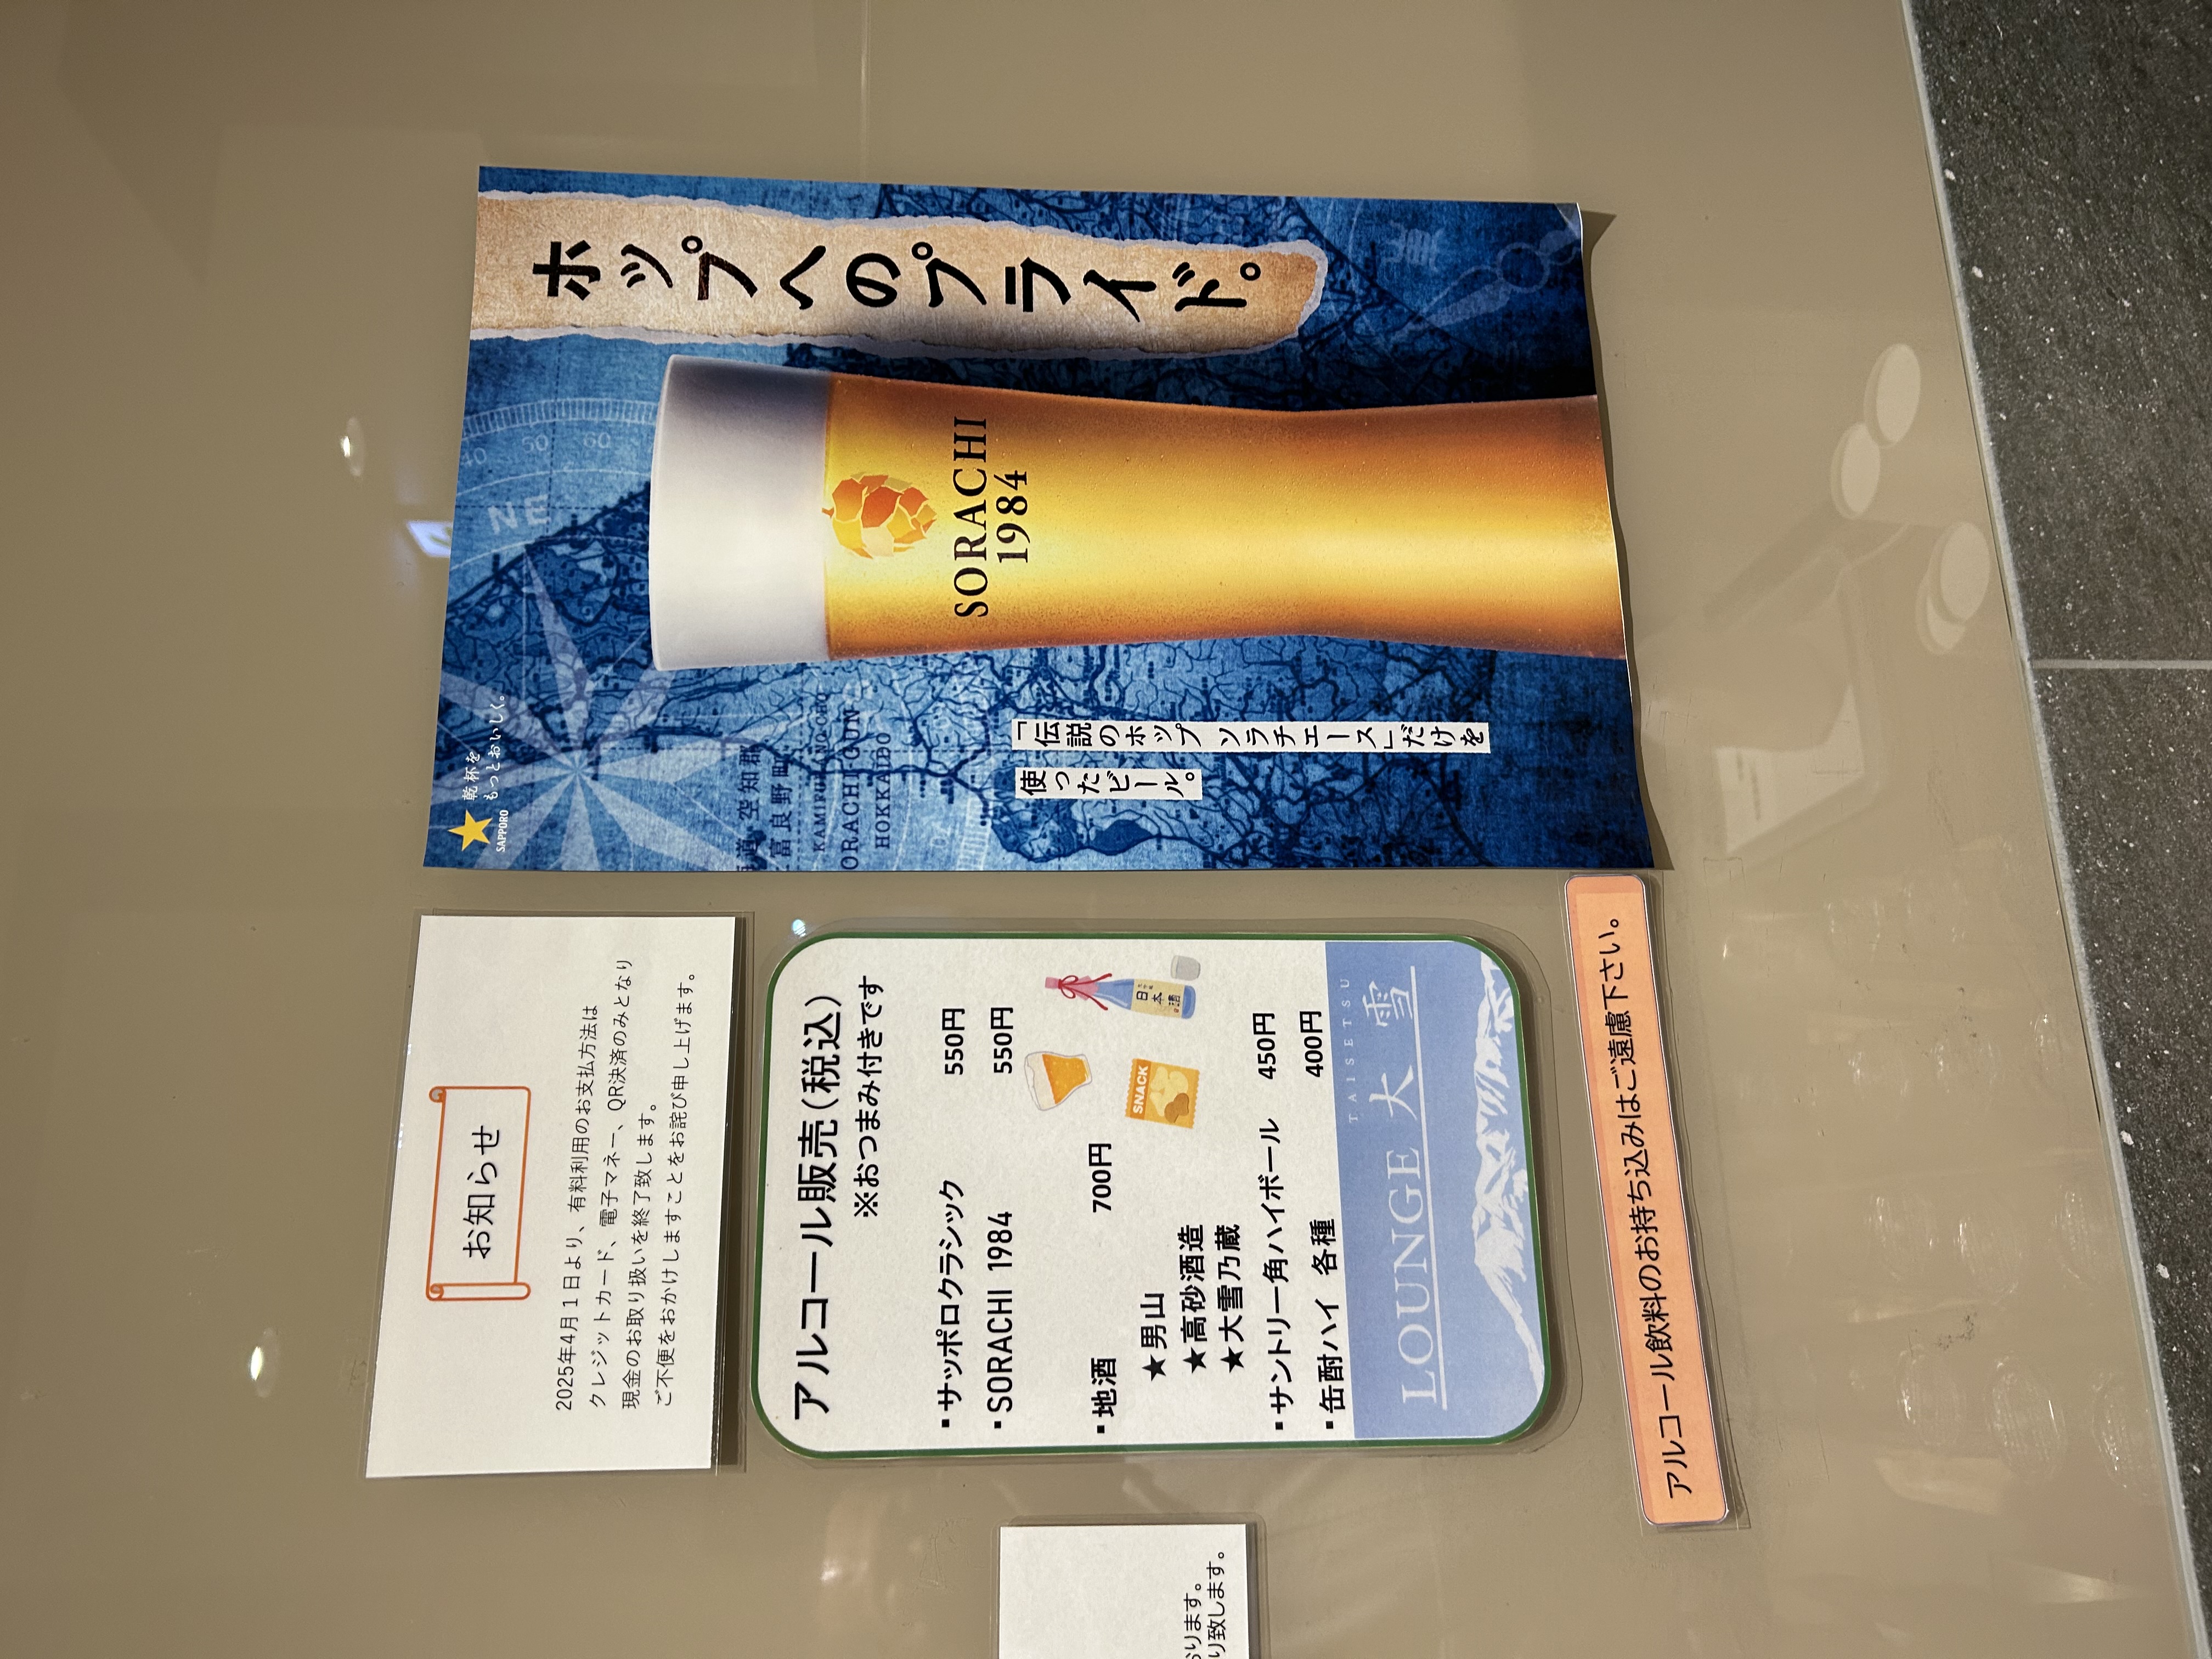 お知らせ
2025年4月1日より、有料利用のお支払方法は
クレジットカード、電子マネー、QR決済のみとなり
現金のお取り扱いを終了致します。
ご不便をおかけしますことをお詫び申し上げます。
アルコール販売(税込)
※おつまみ付きです
・サッポロクラシック 550円
・SORACHI 1984 550円
・地酒 700円
★男山
★高砂酒造
★大雪乃蔵
日本酒
SNACK
・サントリー角ハイボール 450円
・缶酎ハイ 各種 400円
TAISETSU
LOUNGE 大雪
アルコール飲料のお持ち込みはご遠慮下さい。
SAPPORO
乾杯を
もっとおいしく。
ホップへのプライド。
SORACHI
1984
「伝説のホップ ソラチエース」だけを
使ったビール。
NE
40 50 60
道 空知郡
富良野町
KAMIFURANO CHO
ORACHI GUN
HOKKAIDO
おります。
り致します。